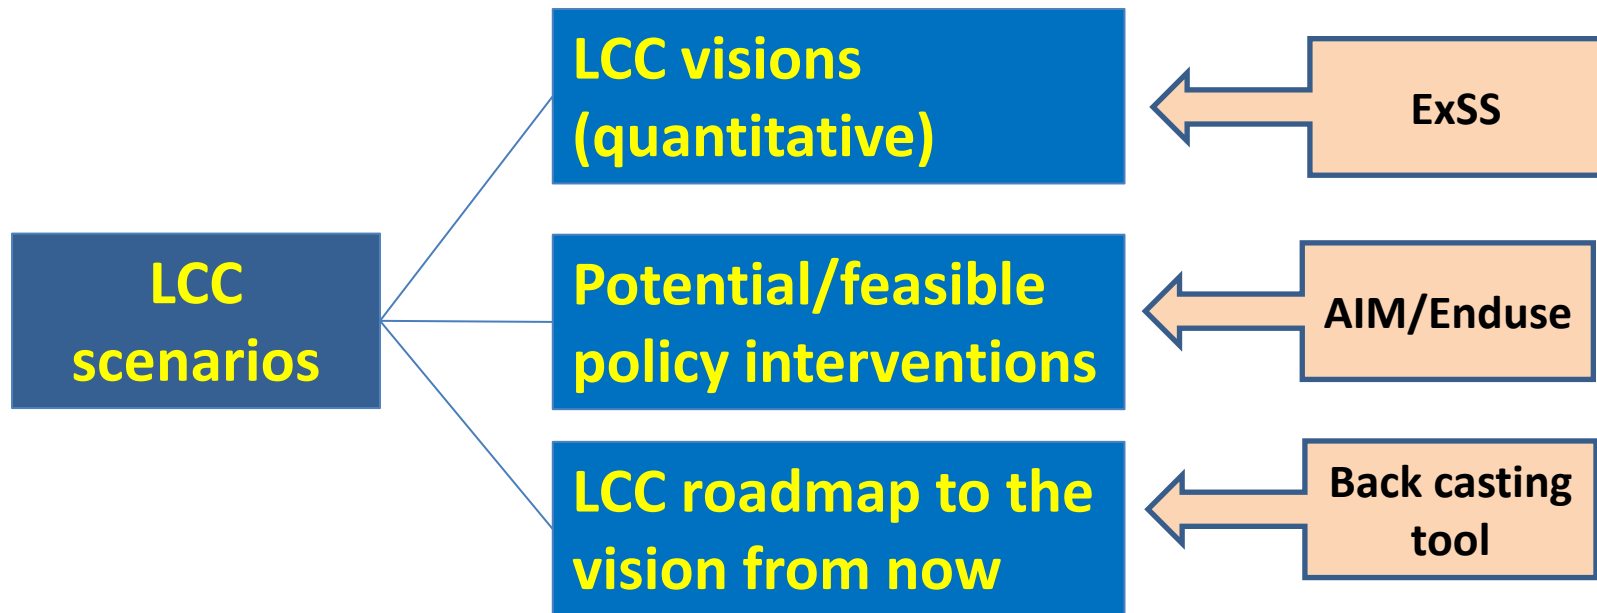 LCC visions
(quantitative)
ExSS
LCC
scenarios
Potential/feasible
policy interventions
AIM/Enduse
LCC roadmap to the
vision from now
Back casting
tool